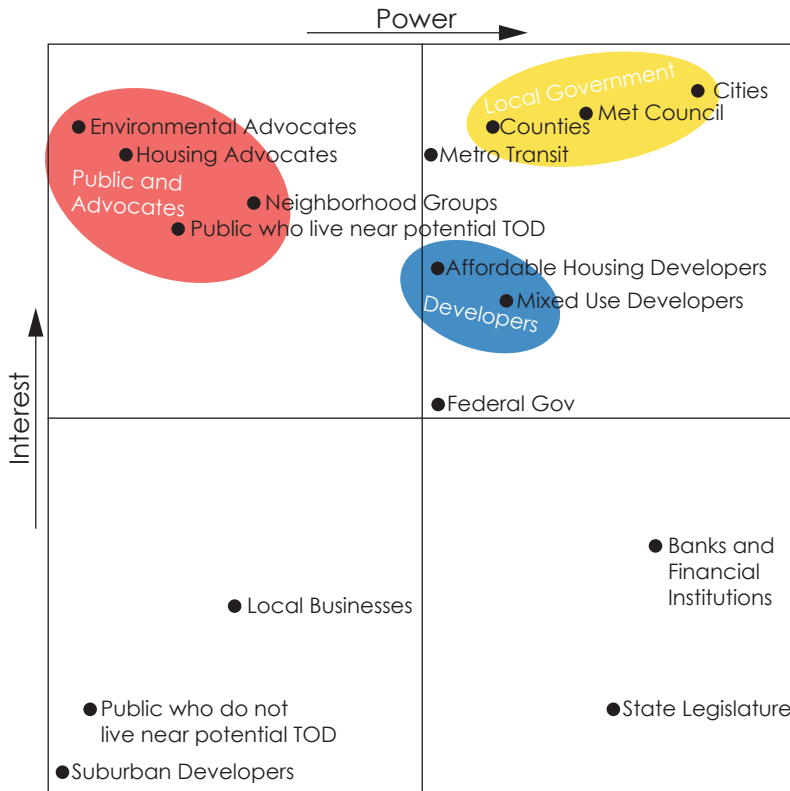 Power
Interest
Local Government
Cities
Met Council
Counties
Environmental Advocates
Housing Advocates
Metro Transit
Public and
Advocates
Neighborhood Groups
Public who live near potential TOD
Affordable Housing Developers
Mixed Use Developers
Developers
Federal Gov
Banks and
Financial
Institutions
Local Businesses
Public who do not
live near potential TOD
State Legislature
Suburban Developers